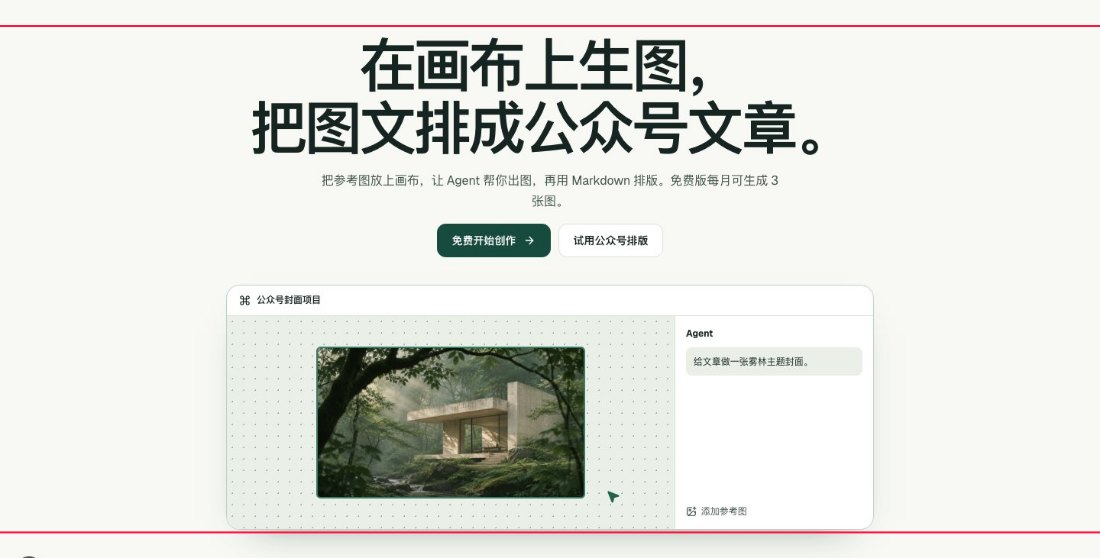 在画布上生图，
把图文排成公众号文章。
把参考图放上画布，让 Agent 帮你出图，再用 Markdown 排版。免费版每月可生成 3
张图。
免费开始创作 →
试用公众号排版
⌘ 公众号封面项目
Agent
给文章做一张雾林主题封面。
添加参考图